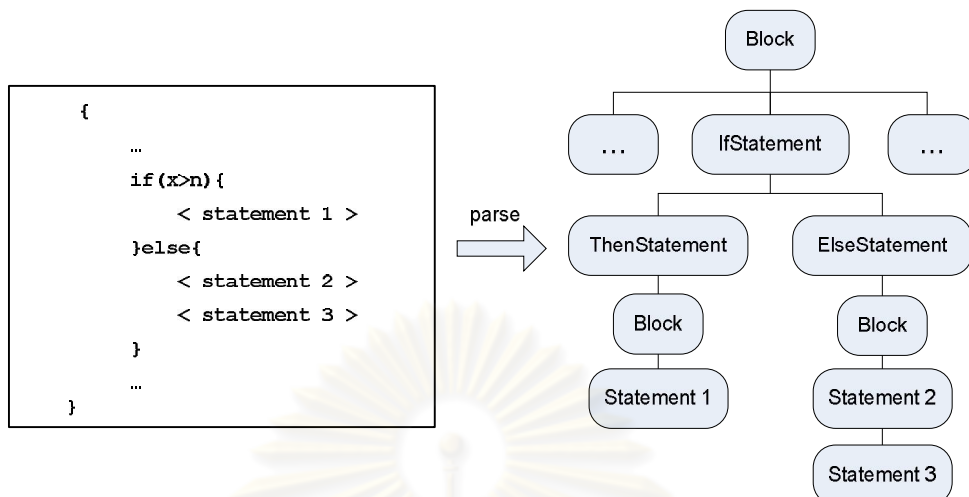 {
…
if(x>n){
< statement 1 >
}else{
< statement 2 >
< statement 3 >
}
…
}
parse
Block
…
IfStatement
…
ThenStatement
ElseStatement
Block
Block
Statement 1
Statement 2
Statement 3